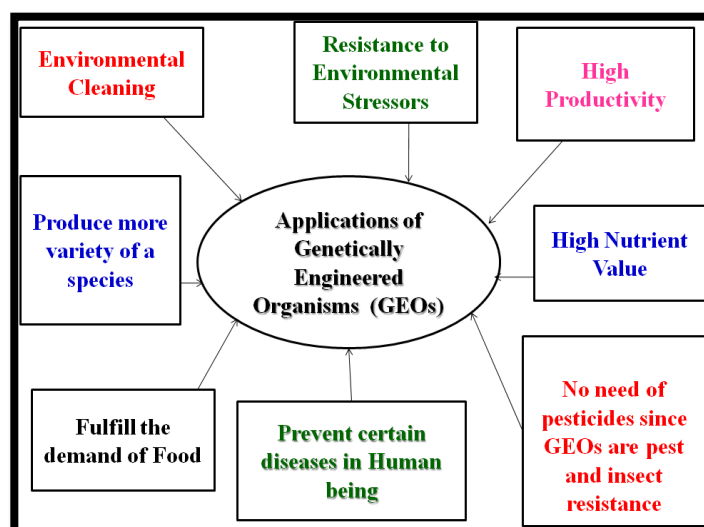 Environmental
Cleaning
Resistance to
Environmental
Stressors
High
Productivity
Produce more
variety of a
species
Applications of
Genetically
Engineered
Organisms (GEOs)
High Nutrient
Value
Fulfill the
demand of Food
Prevent certain
diseases in Human
being
No need of
pesticides since
GEOs are pest
and insect
resistance